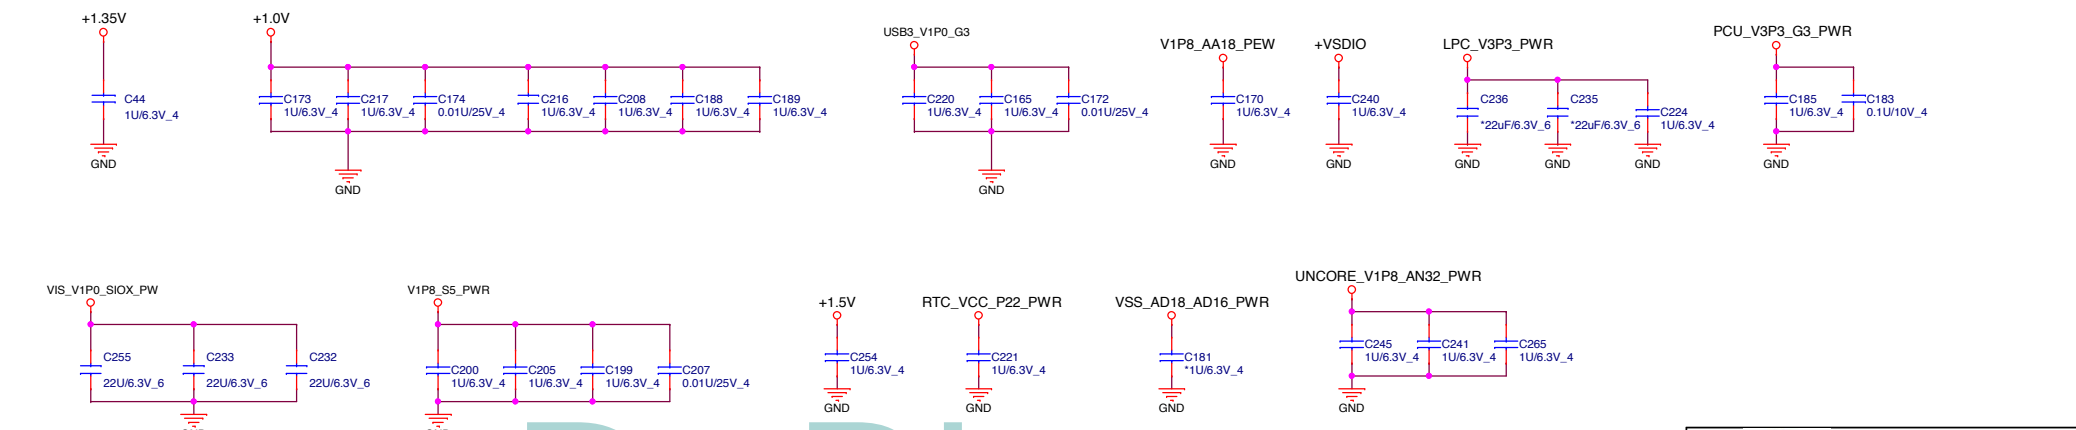 +1.35V
+1.0V
USB3_V1P0_G3
V1P8_AA18_PEW
+VSDIO
LPC_V3P3_PWR
PCU_V3P3_G3_PWR
C44
1U/6.3V_4
C173
1U/6.3V_4
C217
1U/6.3V_4
C174
0.01U/25V_4
C216
1U/6.3V_4
C208
1U/6.3V_4
C188
1U/6.3V_4
C189
1U/6.3V_4
C220
1U/6.3V_4
C165
1U/6.3V_4
C172
0.01U/25V_4
C170
1U/6.3V_4
C240
1U/6.3V_4
C236
*22uF/6.3V_6
C235
*22uF/6.3V_6
C224
1U/6.3V_4
C185
1U/6.3V_4
C183
0.1U/10V_4
GND
GND
GND
GND
GND
GND
GND
GND
GND
VIS_V1P0_SIOX_PW
V1P8_S5_PWR
+1.5V
RTC_VCC_P22_PWR
VSS_AD18_AD16_PWR
UNCORE_V1P8_AN32_PWR
C255
22U/6.3V_6
C233
22U/6.3V_6
C232
22U/6.3V_6
C200
1U/6.3V_4
C205
1U/6.3V_4
C199
1U/6.3V_4
C207
0.01U/25V_4
C254
1U/6.3V_4
C221
1U/6.3V_4
C181
*1U/6.3V_4
C245
1U/6.3V_4
C241
1U/6.3V_4
C265
1U/6.3V_4
GND
GND
GND
GND